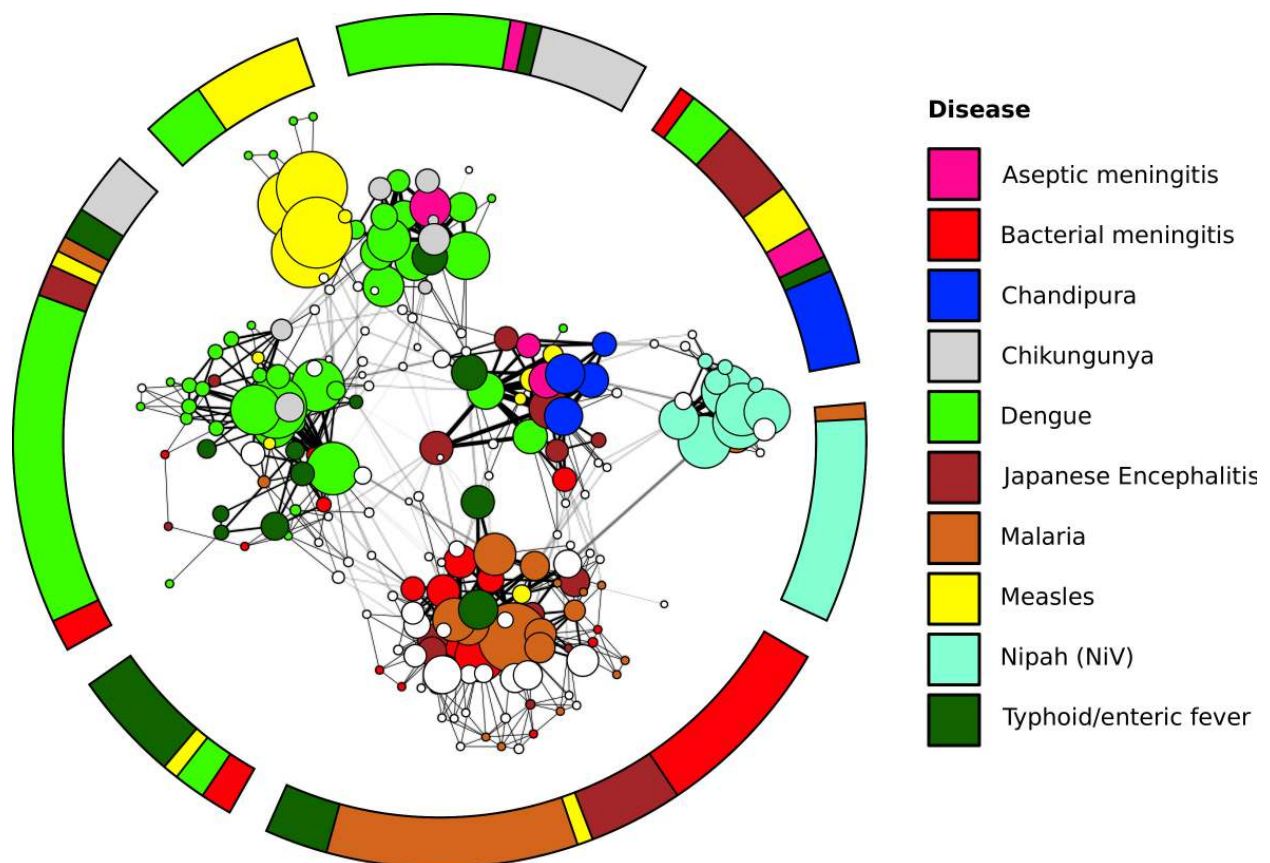 Disease
Aseptic meningitis
Bacterial meningitis
Chandipura
Chikungunya
Dengue
Japanese Encephalitis
Malaria
Measles
Nipah (NiV)
Typhoid/enteric fever